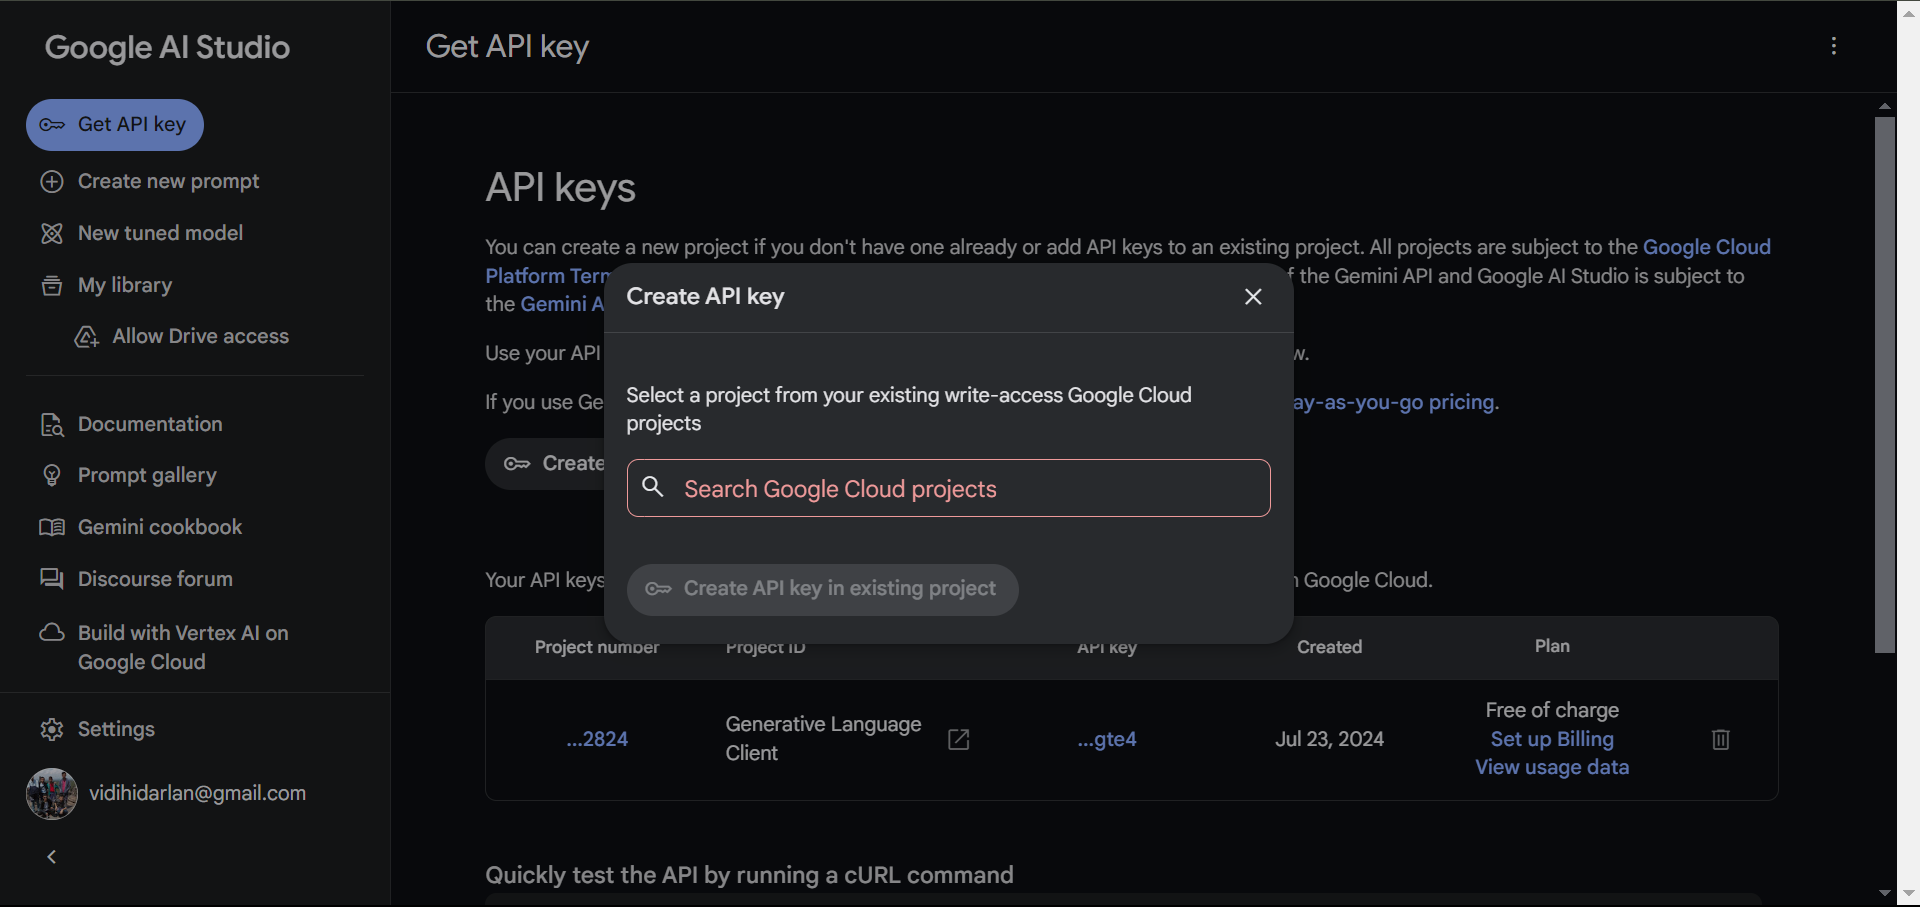 Google AI Studio
Get API key
Create new prompt
New tuned model
My library
Allow Drive access
Documentation
Prompt gallery
Gemini cookbook
Discourse forum
Build with Vertex AI on
Google Cloud
Settings
vidihidarlan@gmail.com
Get API key
API keys
You can create a new project if you don't have one already or add API keys to an existing project. All projects are subject to the Google Cloud
Platform Term f the Gemini API and Google AI Studio is subject to
the Gemini A
Use your API w.
If you use Ge ay-as-you-go pricing.
Create
Create API key
Select a project from your existing write-access Google Cloud
projects
Search Google Cloud projects
Create API key in existing project
Your API keys n Google Cloud.
Project number Project ID API key Created Plan
...2824
Generative Language
Client
...gte4
Jul 23, 2024
Free of charge
Set up Billing
View usage data
Quickly test the API by running a cURL command